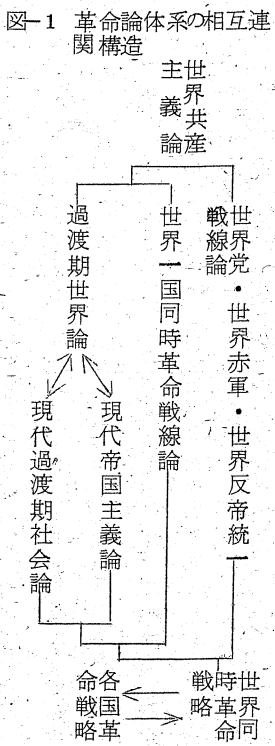 図―1 革命論体系の相互連
関構造
世界共産
主義論
世界党・世界赤軍・世界反帝統一
戦線論
世界一国同時革命戦線論
過渡期世界論
現代帝国主義論
現代過渡期社会論
世界同
時革命
戦略
各国革
命戦略